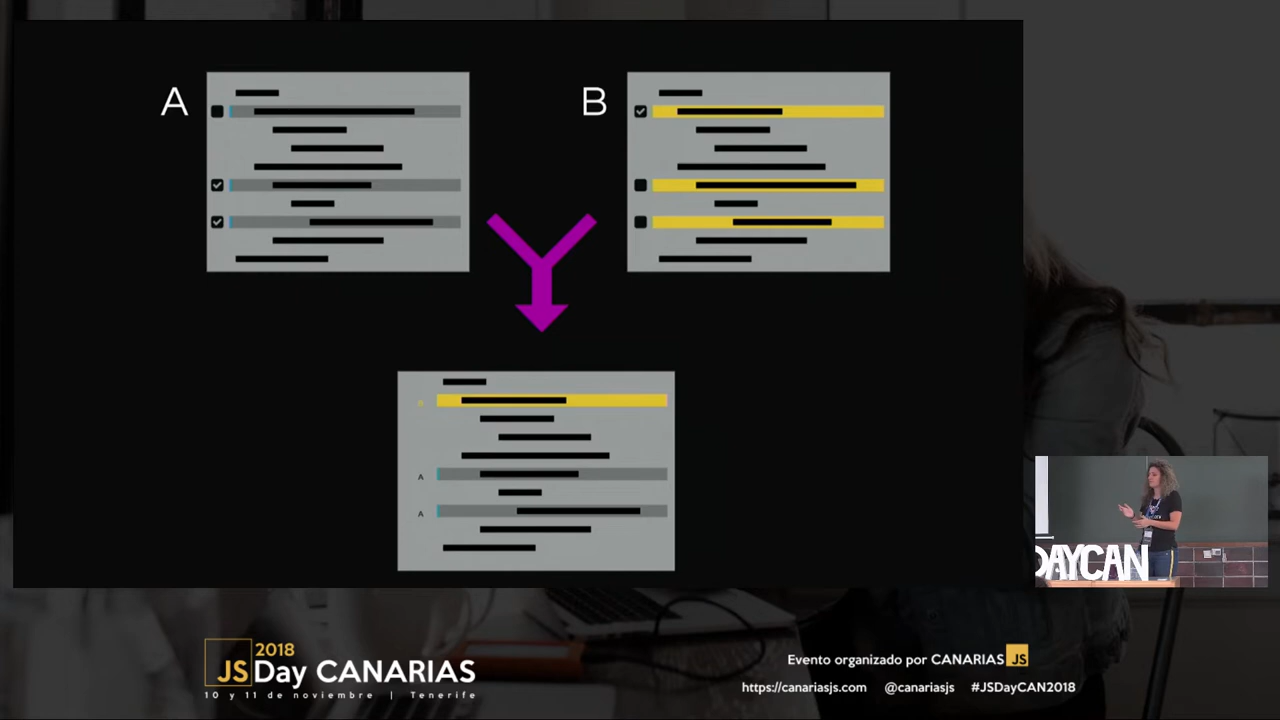 A
B
B
A
A
DAYCAN
2018
JS Day CANARIAS
10 y 11 de noviembre | Tenerife
Evento organizado por CANARIAS JS
https://canariasjs.com @canariasjs #JSDayCAN2018